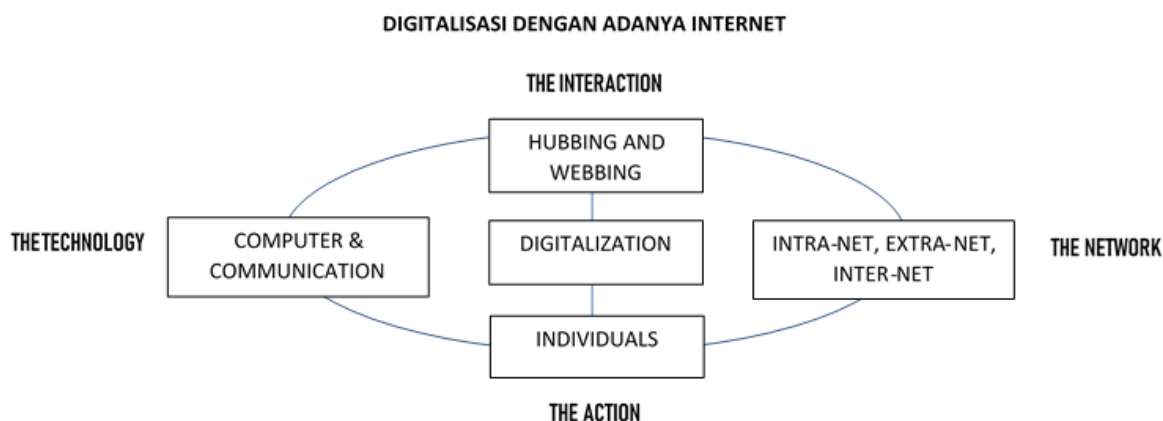 DIGITALISASI DENGAN ADANYA INTERNET
THE INTERACTION
HUBBING AND
WEBBING
THE TECHNOLOGY
COMPUTER &
COMMUNICATION
DIGITALIZATION
INTRA-NET, EXTRA-NET,
INTER-NET
THE NETWORK
INDIVIDUALS
THE ACTION